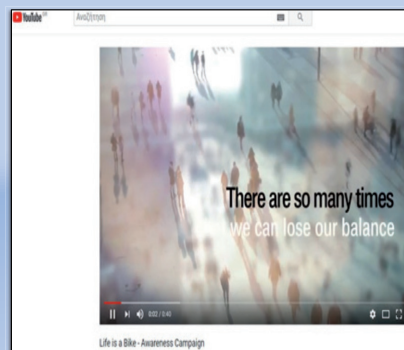 YouTube GR
Αναζήτηση
There are so many times
we can lose our balance
0:02 / 0:40
Life is a Bike - Awareness Campaign